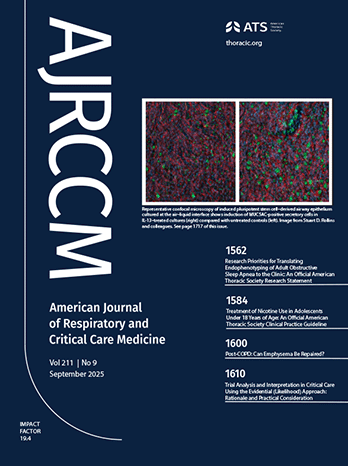 ATS
American
Thoracic
Society
thoracic.org
AJRCCM
Representative confocal microscopy of induced pluripotent stem cell-derived airway epithelium
cultured at the air-liquid interface shows induction of MUC5AC-positive secretory cells in
IL-13-treated cultures (right) compared with untreated controls (left). Image from Stuart D. Rollins
and colleagues. See page 1717 of this issue.
1562
Research Priorities for Translating
Endophenotyping of Adult Obstructive
Sleep Apnea to the Clinic: An Official American
Thoracic Society Research Statement
1584
Treatment of Nicotine Use in Adolescents
Under 18 Years of Age: An Official American
Thoracic Society Clinical Practice Guideline
1600
Post-COPD: Can Emphysema Be Repaired?
1610
Trial Analysis and Interpretation in Critical Care
Using the Evidential (Likelihood) Approach:
Rationale and Practical Consideration
American Journal
of Respiratory and
Critical Care Medicine
Vol 211 | No 9
September 2025
IMPACT
FACTOR
19.4